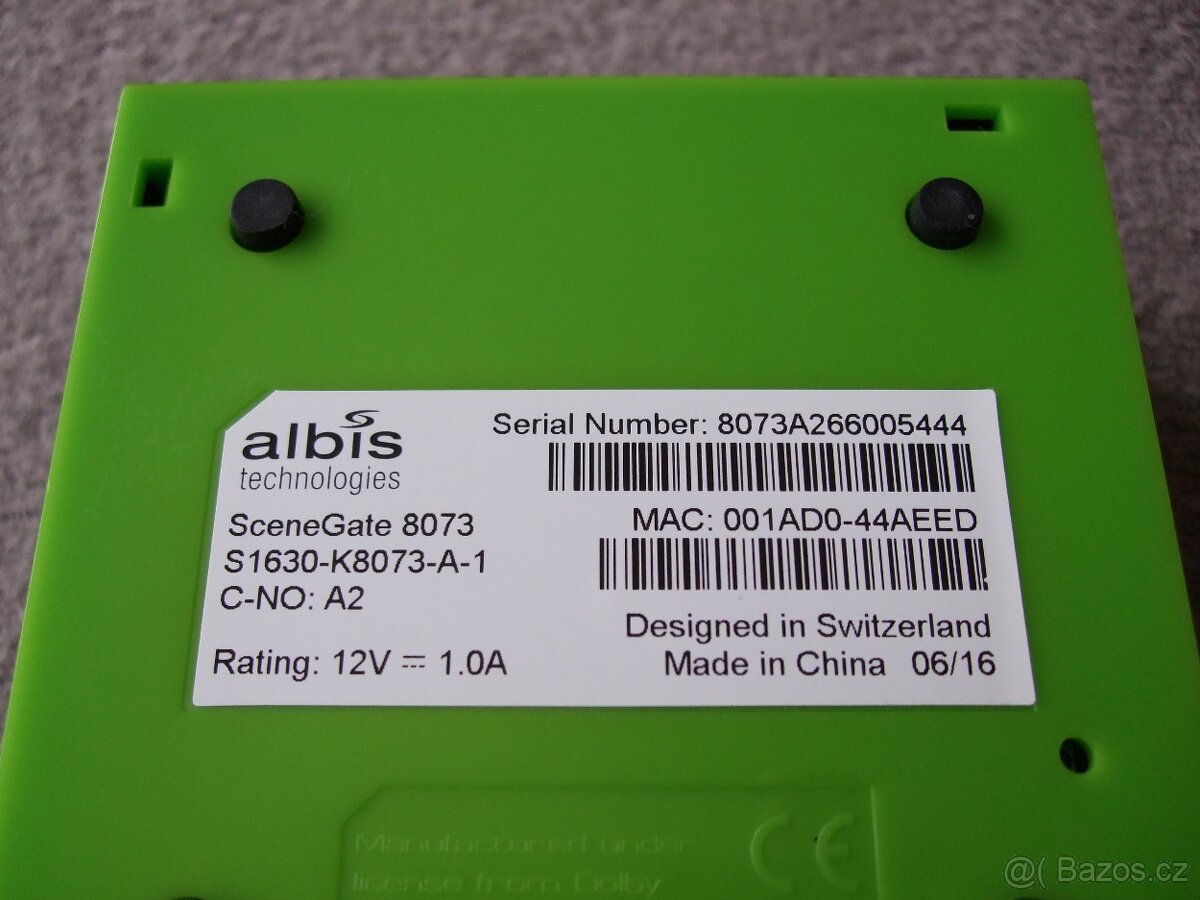 albis
technologies
SceneGate 8073
S1630-K8073-A-1
C-NO: A2
Rating: 12V ⎓ 1.0A
Serial Number: 8073A266005444
MAC: 001AD0-44AEED
Designed in Switzerland
Made in China 06/16
Manufactured under
license from Dolby
CE
@( Bazos.cz